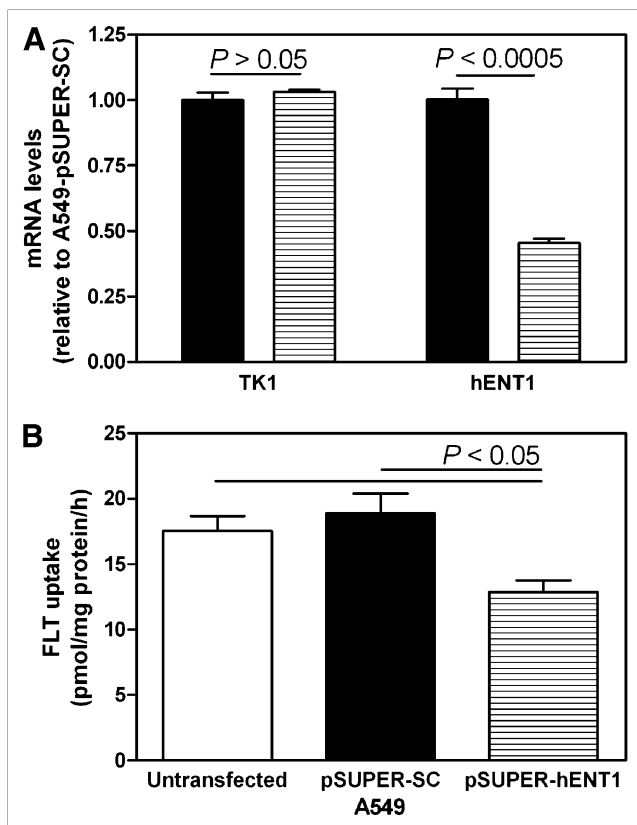 A
mRNA levels
(relative to A549-pSUPER-SC)
1.25
1.00
0.75
0.50
0.25
0.00
P > 0.05
P < 0.0005
TK1
hENT1
B
FLT uptake
(pmol/mg protein/h)
25
20
15
10
5
0
P < 0.05
Untransfected
pSUPER-SC
pSUPER-hENT1
A549